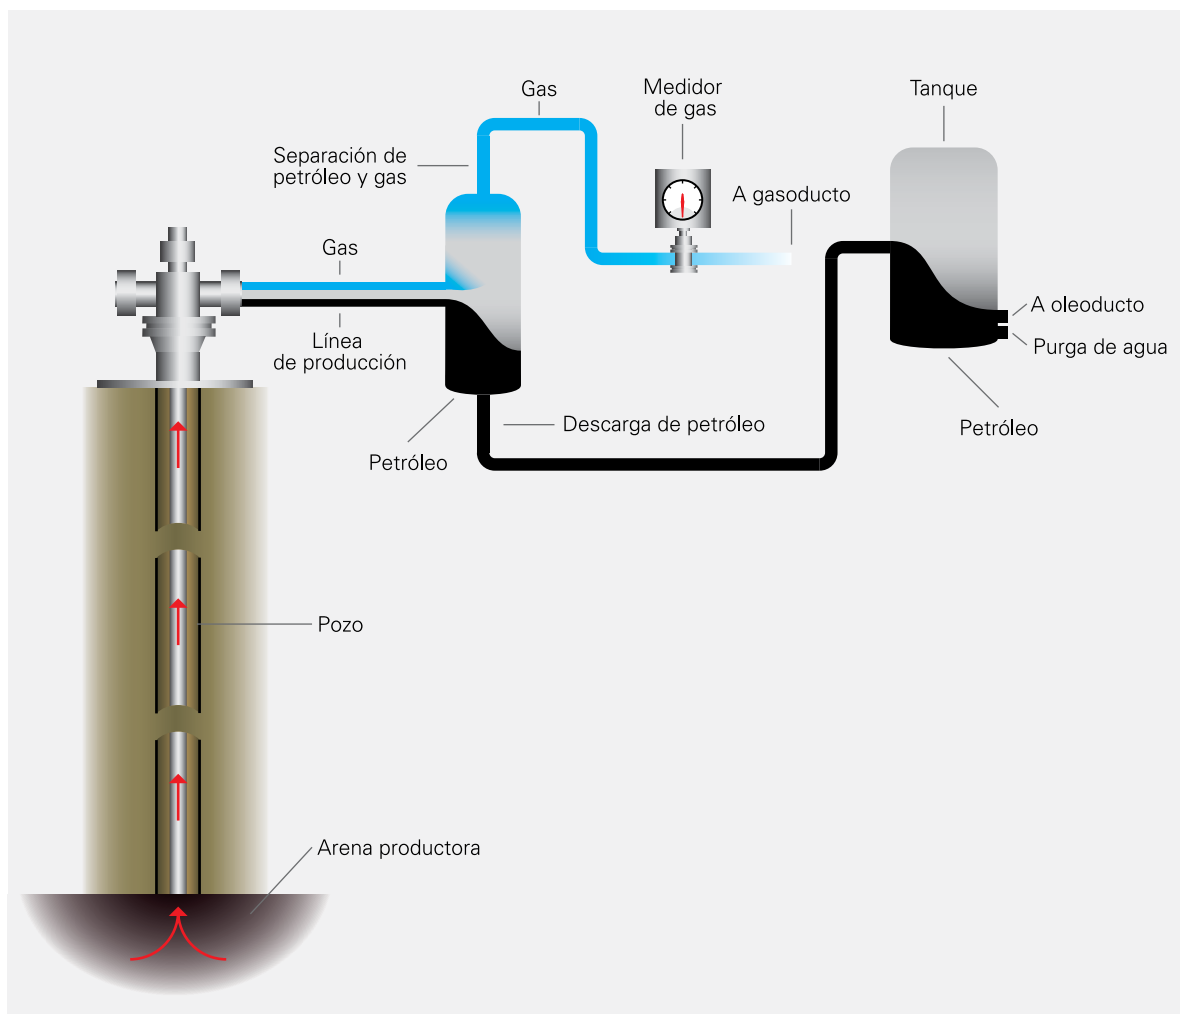 Gas
Medidor
de gas
Tanque
Separación de
petróleo y gas
A gasoducto
Gas
Línea
de producción
A oleoducto
Purga de agua
Descarga de petróleo
Petróleo
Petróleo
Pozo
Arena productora